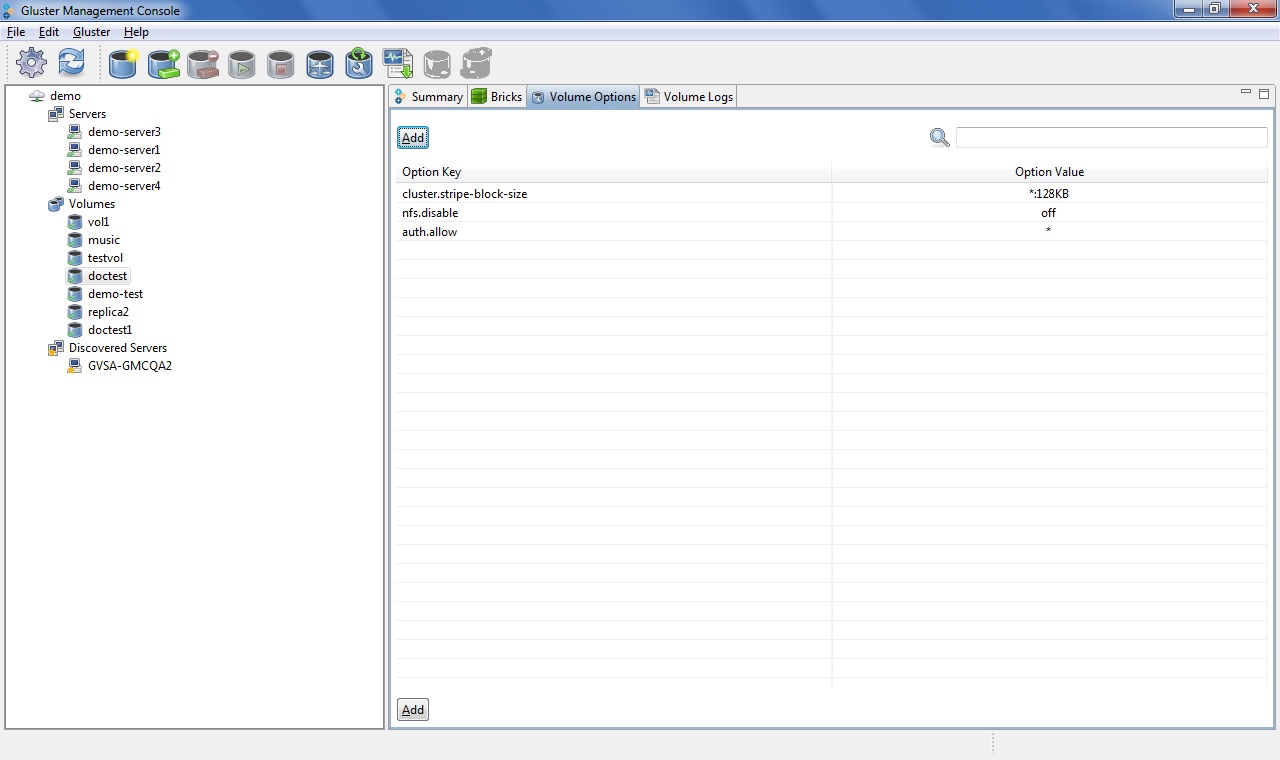 Gluster Management Console
File Edit Gluster Help
demo
Servers
demo-server3
demo-server1
demo-server2
demo-server4
Volumes
vol1
music
testvol
doctest
demo-test
replica2
doctest1
Discovered Servers
GVSA-GMCQA2
Summary Bricks Volume Options Volume Logs
Add
Option Key Option Value
cluster.stripe-block-size *:128KB
nfs.disable off
auth.allow *
Add